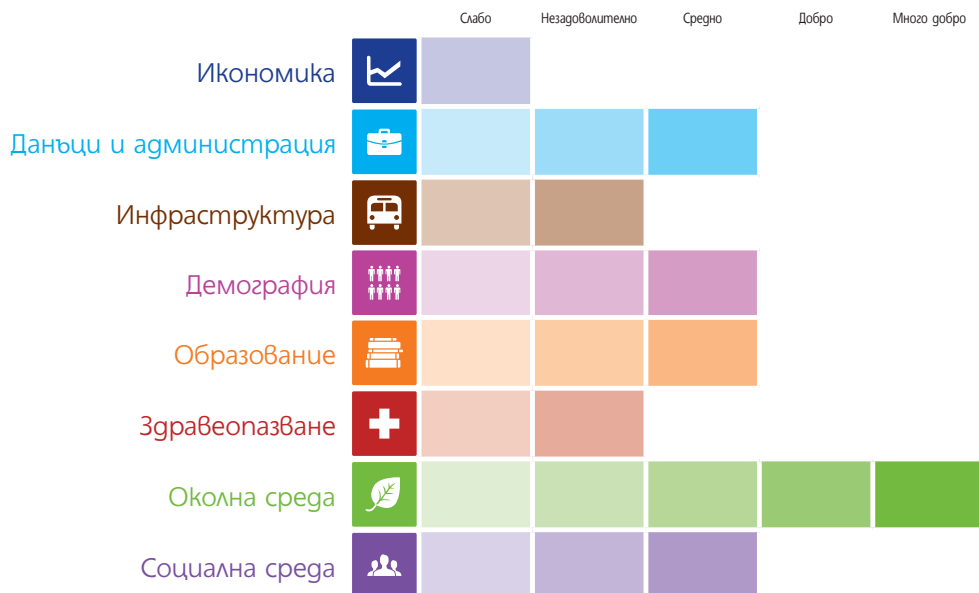 Слабо Незадоволително Средно Добро Много добро
Икономика
Данъци и администрация
Инфраструктура
Демография
Образование
Здравеопазване
Околна среда
Социална среда